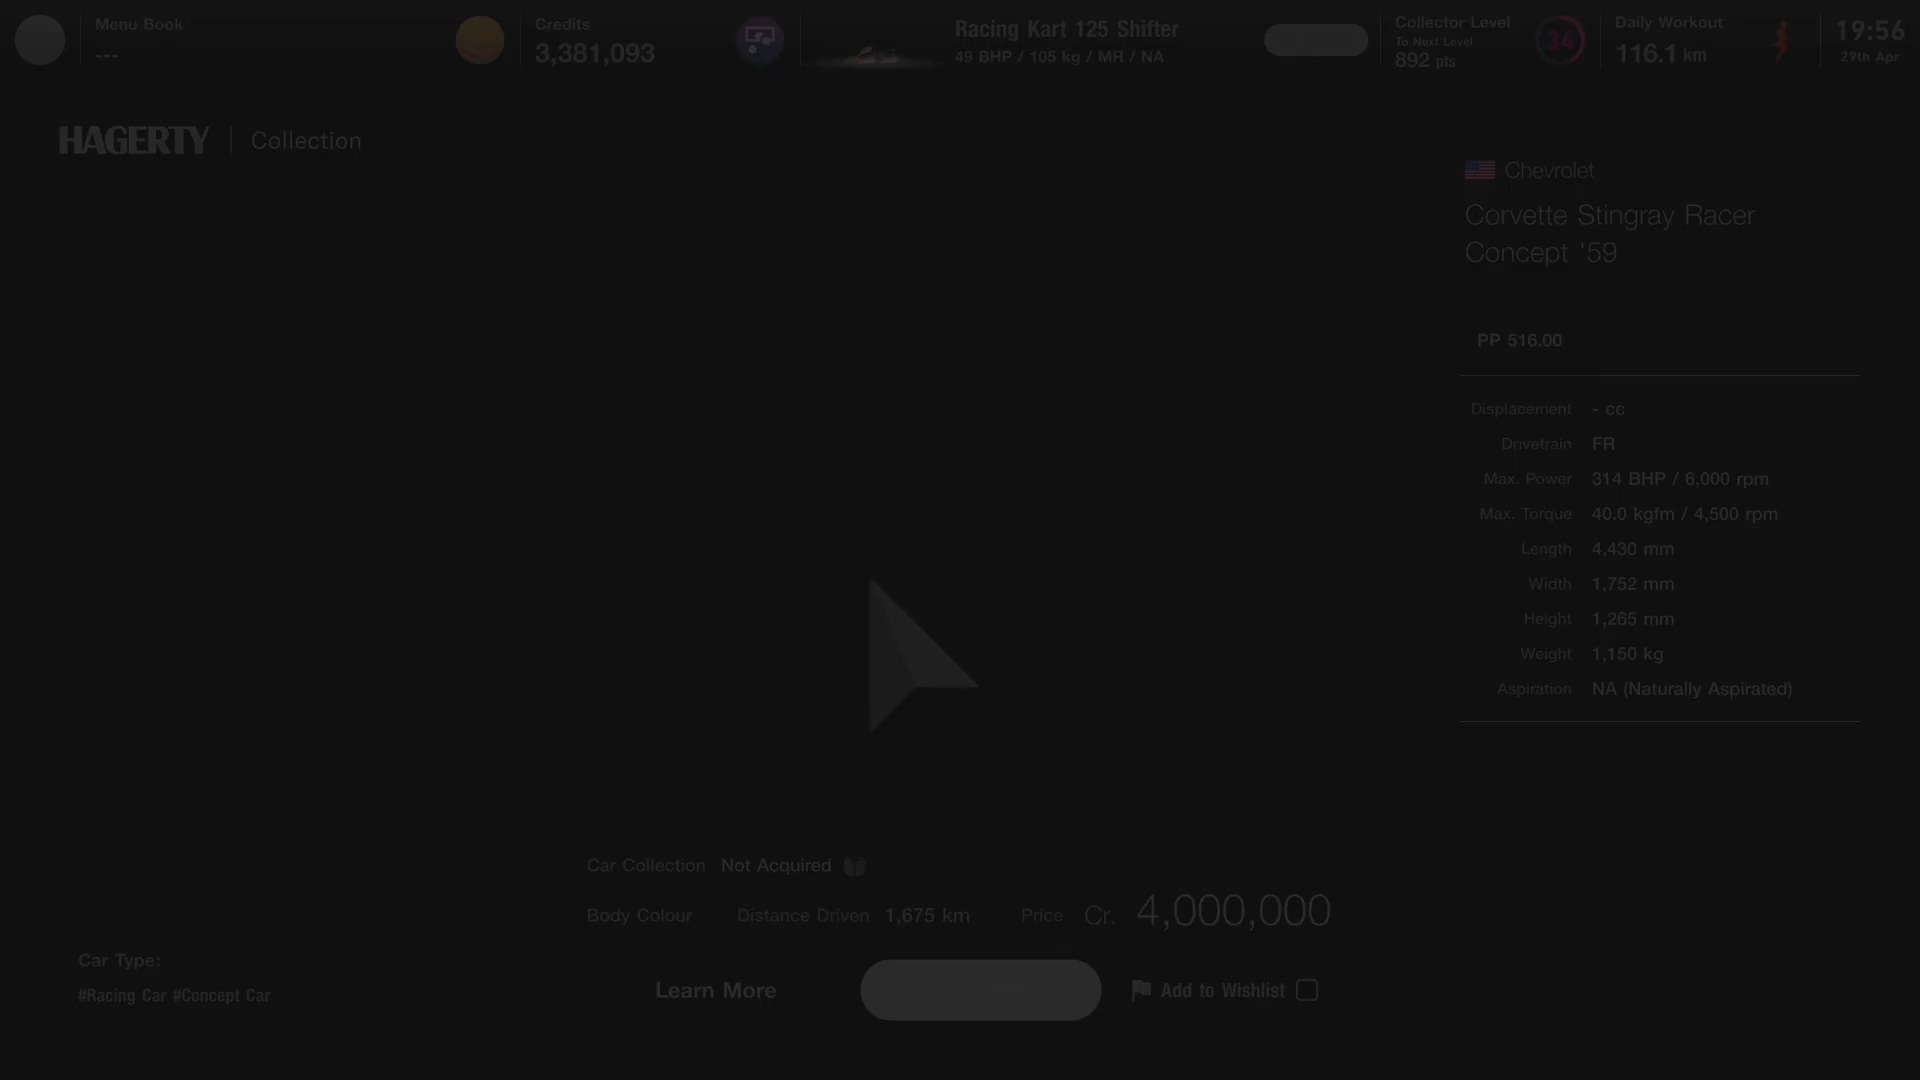 Menu Book
---
Credits
3,381,093
Racing Kart 125 Shifter
49 BHP / 105 kg / MR / NA
Collector Level
To Next Level
892 pts
34
Daily Workout
116.1 km
19:56
29th Apr
HAGERTY | Collection
Chevrolet
Corvette Stingray Racer
Concept '59
PP 516.00
Displacement - cc
Drivetrain FR
Max. Power 314 BHP / 6,000 rpm
Max. Torque 40.0 kgfm / 4,500 rpm
Length 4,430 mm
Width 1,752 mm
Height 1,265 mm
Weight 1,150 kg
Aspiration NA (Naturally Aspirated)
Car Collection Not Acquired
Body Colour Distance Driven 1,675 km Price Cr. 4,000,000
Car Type:
#Racing Car #Concept Car
Learn More
Add to Wishlist